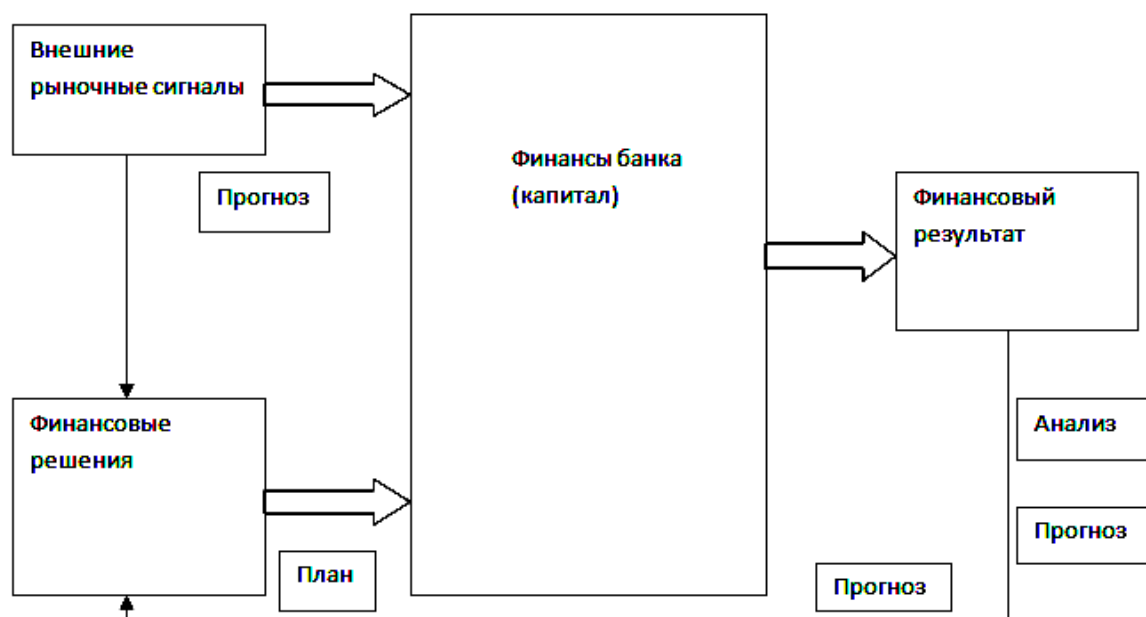 Внешние
рыночные сигналы
Прогноз
Финансы банка
(капитал)
Финансовый
результат
Финансовые
решения
План
Анализ
Прогноз
Прогноз